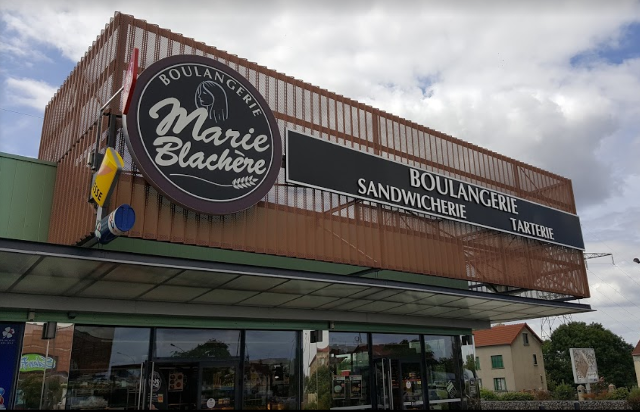 BOULANGERIE
Marie
Blachère
BOULANGERIE
SANDWICHERIE
TARTERIE